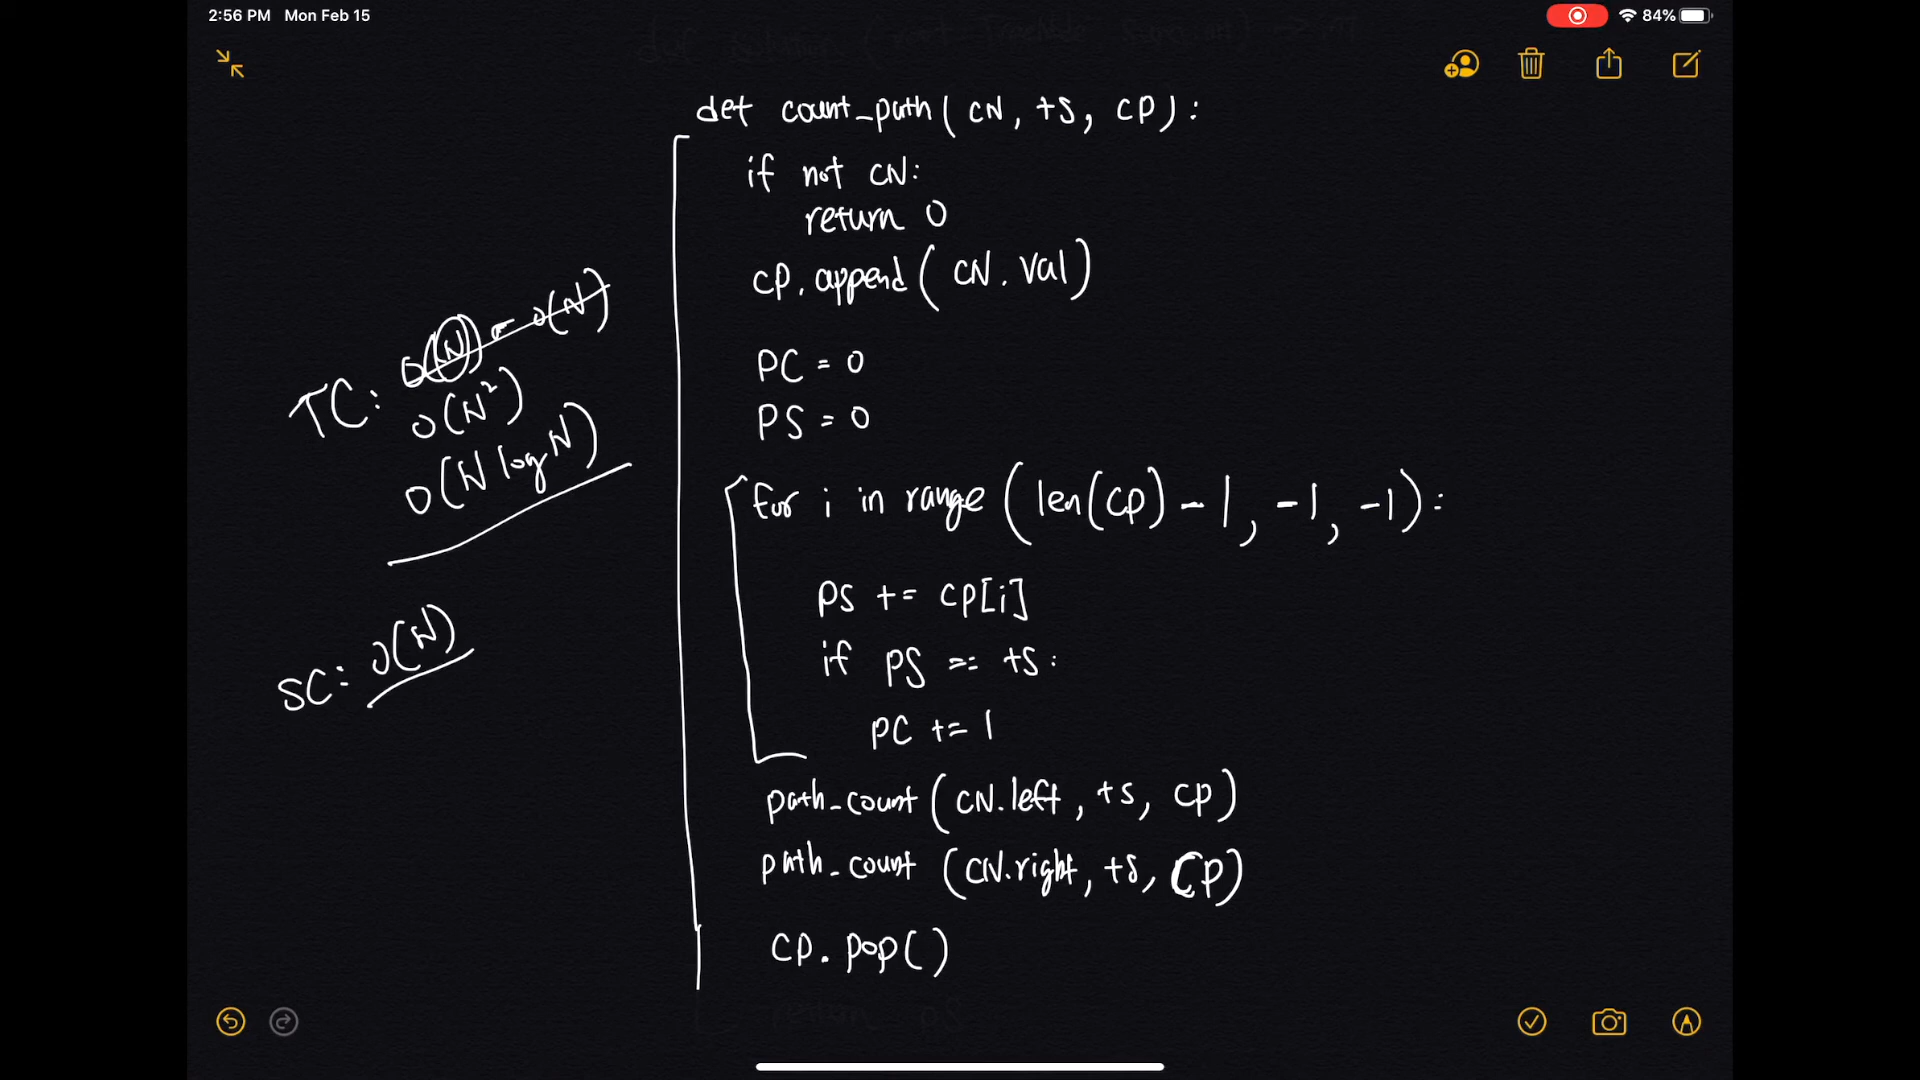 2:56 PM Mon Feb 15
84%
def count_path(CN, tS, CP):
if not CN:
return 0
CP.append(CN.val)
PC = 0
PS = 0
for i in range(len(CP)-1, -1, -1):
PS += CP[i]
if PS == tS:
PC += 1
path_count(CN.left, tS, CP)
path_count(CN.right, tS, CP)
CP.pop()
TC: O(N) - O(N)
O(N²)
O(N log N)
SC: O(N)